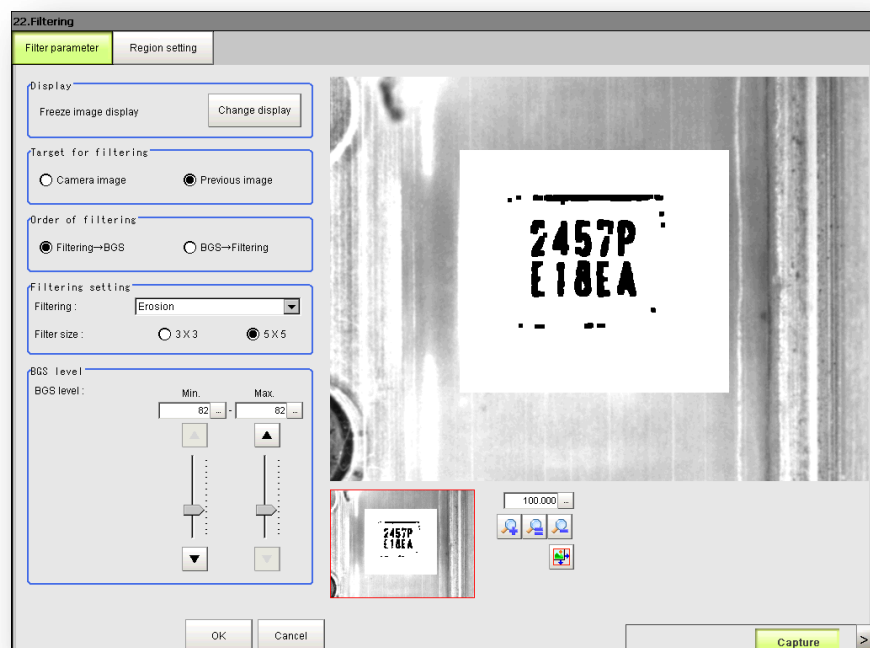 22.Filtering
Filter parameter
Region setting
Display
Freeze image display
Change display
Target for filtering
Camera image
Previous image
Order of filtering
Filtering→BGS
BGS→Filtering
Filtering setting
Filtering :
Erosion
Filter size :
3 X 3
5 X 5
BGS level
BGS level :
Min.
Max.
82 ... - 82 ...
2457P
E18EA
2457P
E18EA
100.000 ...
OK
Cancel
Capture
>